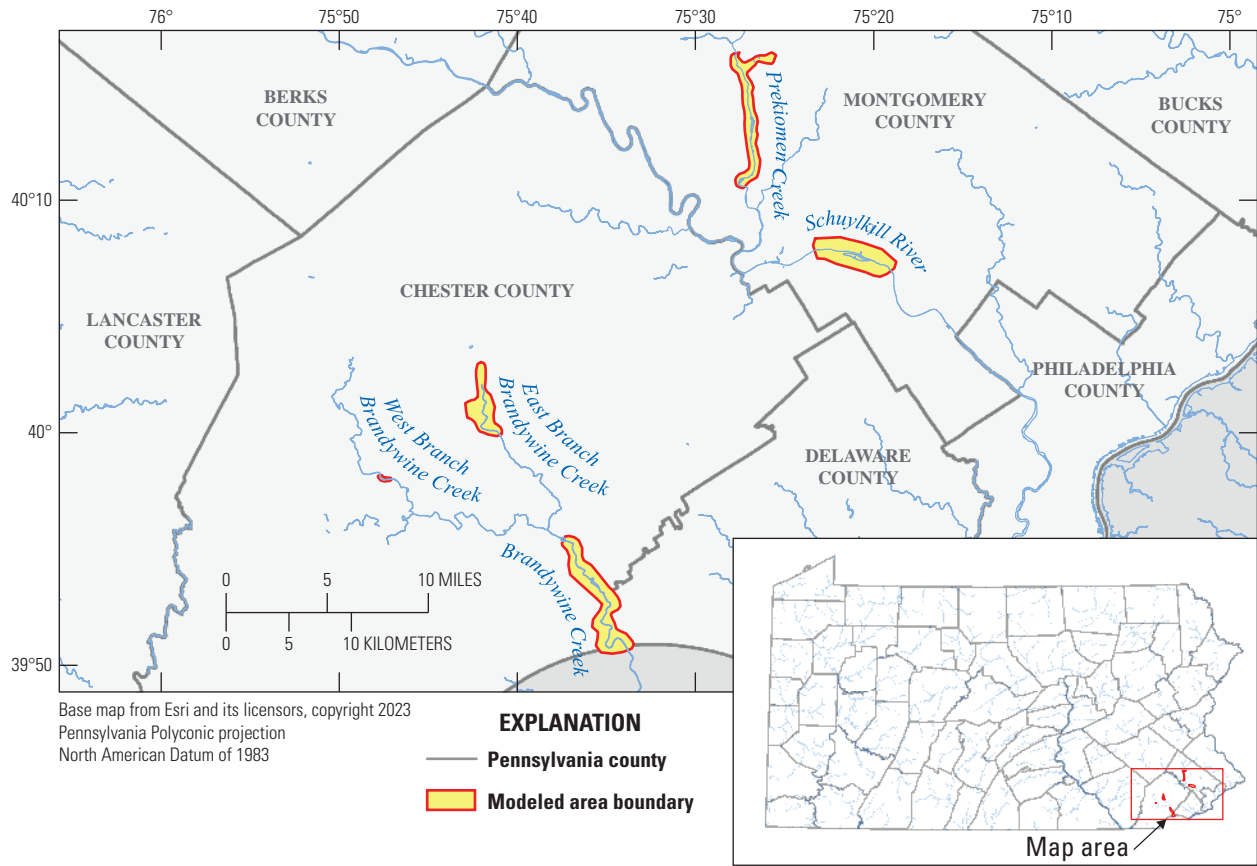 76°
75°50
75°40
75°30
75°20
75°10
75°
40°10
40°
39°50
BERKS
COUNTY
MONTGOMERY
COUNTY
BUCKS
COUNTY
Prekiomen Creek
Schuylkill River
CHESTER COUNTY
LANCASTER
COUNTY
PHILADELPHIA
COUNTY
East Branch
Brandywine Creek
West Branch
Brandywine Creek
DELAWARE
COUNTY
Brandywine Creek
0 5 10 MILES
0 5 10 KILOMETERS
Base map from Esri and its licensors, copyright 2023
Pennsylvania Polyconic projection
North American Datum of 1983
EXPLANATION
Pennsylvania county
Modeled area boundary
Map area